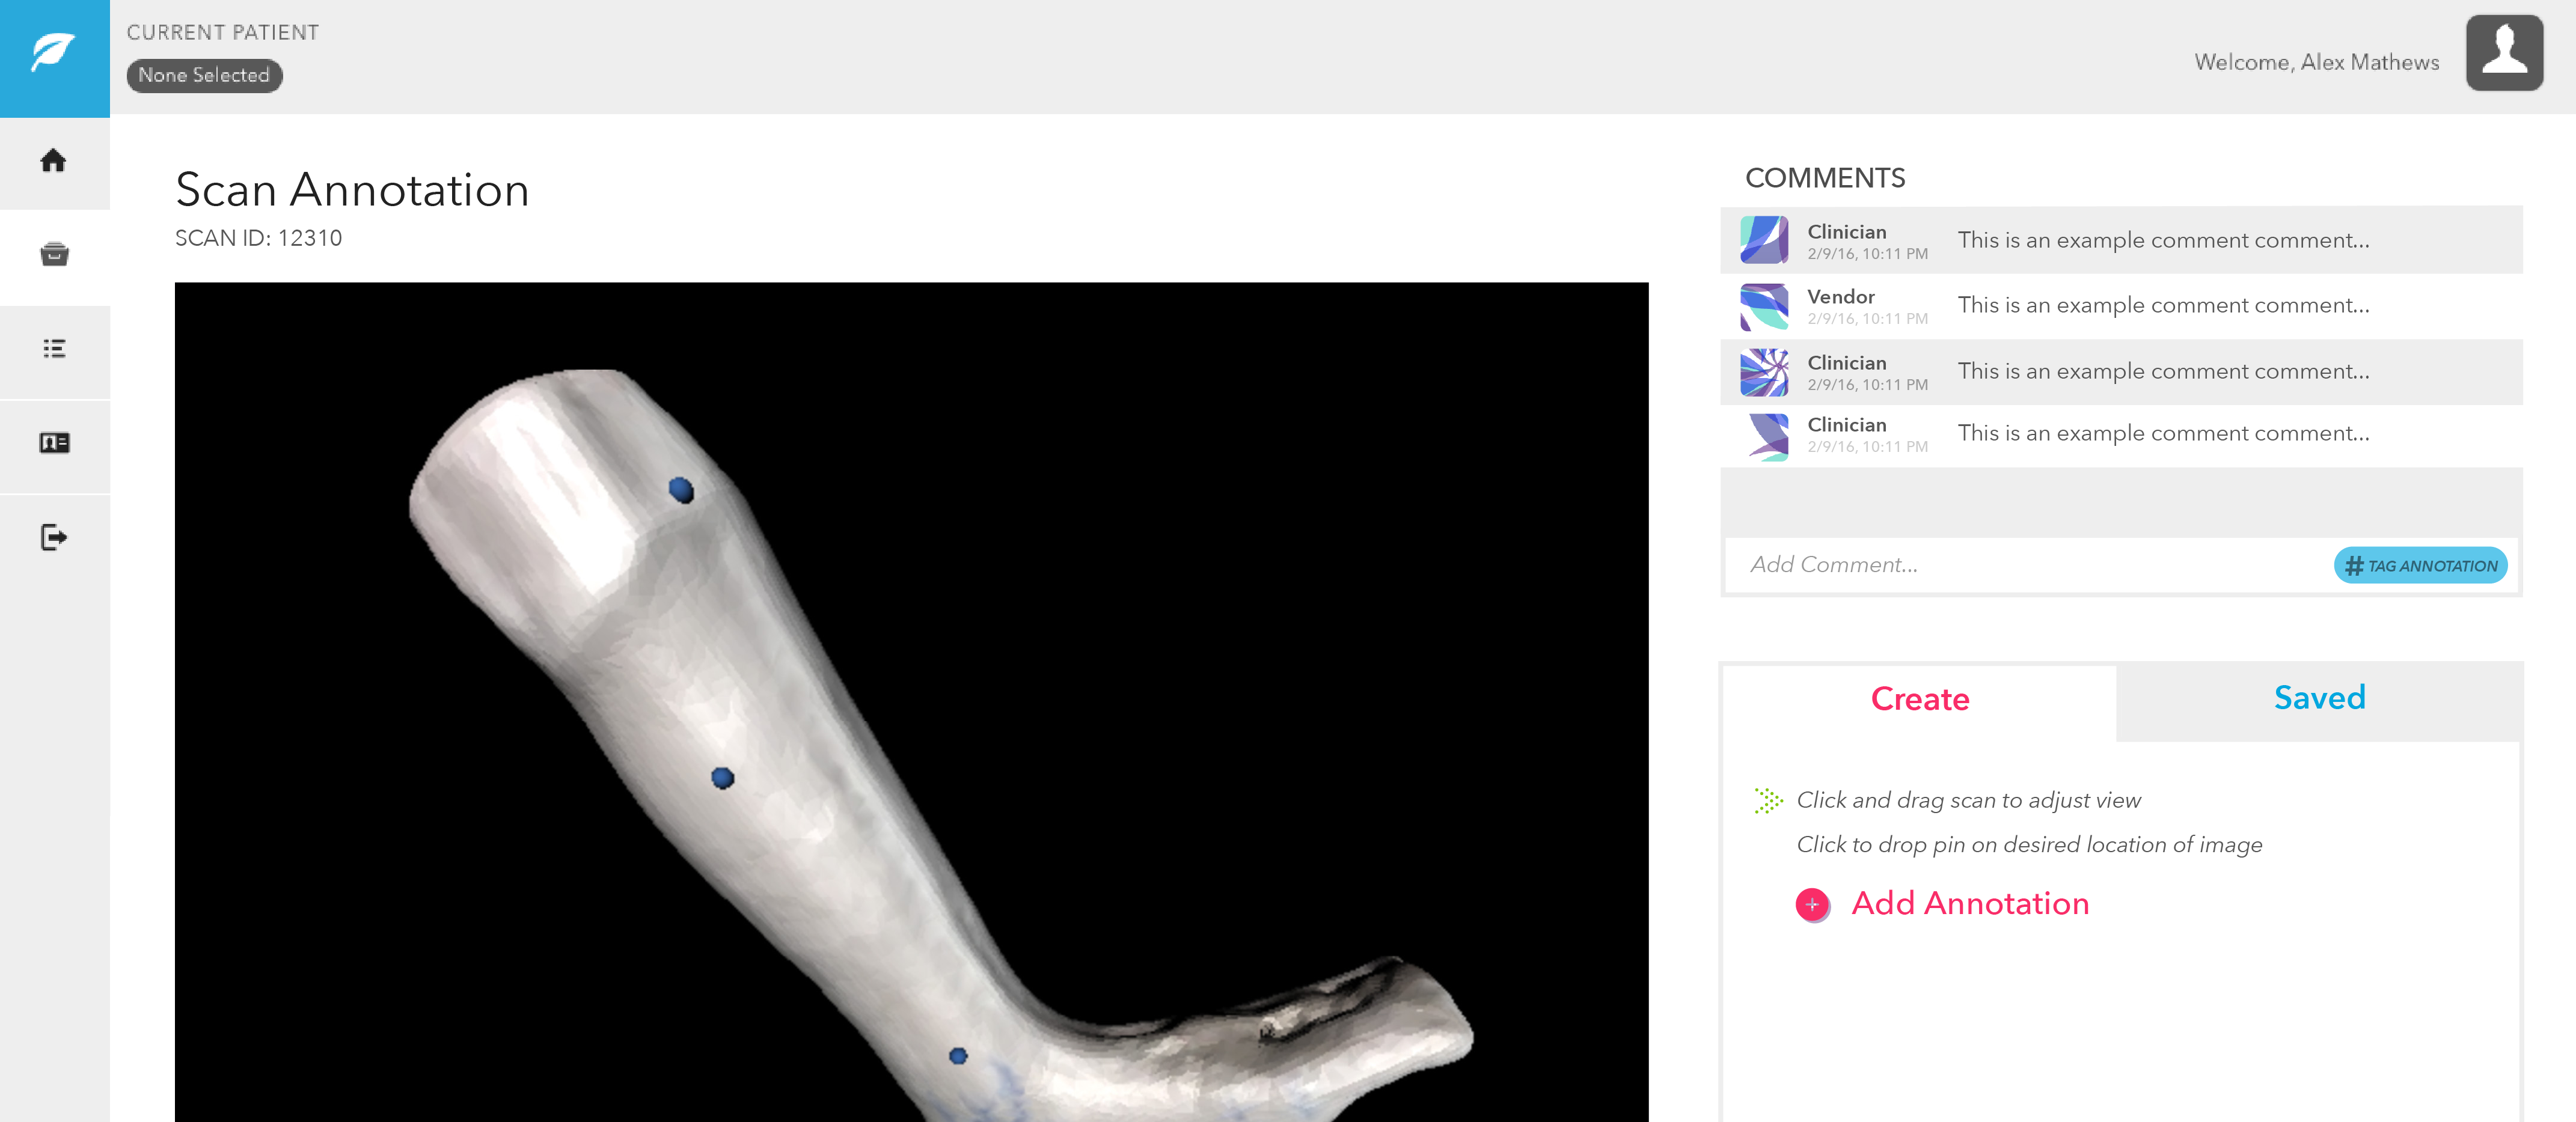 CURRENT PATIENT
None Selected
Welcome, Alex Mathews
Scan Annotation
SCAN ID: 12310
COMMENTS
Clinician
2/9/16, 10:11 PM
This is an example comment comment...
Vendor
2/9/16, 10:11 PM
This is an example comment comment...
Clinician
2/9/16, 10:11 PM
This is an example comment comment...
Clinician
2/9/16, 10:11 PM
This is an example comment comment...
Add Comment...
# TAG ANNOTATION
Create
Saved
Click and drag scan to adjust view
Click to drop pin on desired location of image
+ Add Annotation